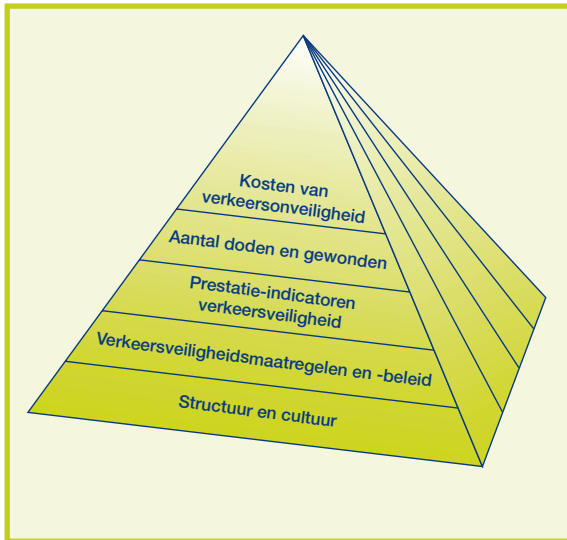 Kosten van
verkeersonveiligheid
Aantal doden en gewonden
Prestatie-indicatoren
verkeersveiligheid
Verkeersveiligheidsmaatregelen en -beleid
Structuur en cultuur